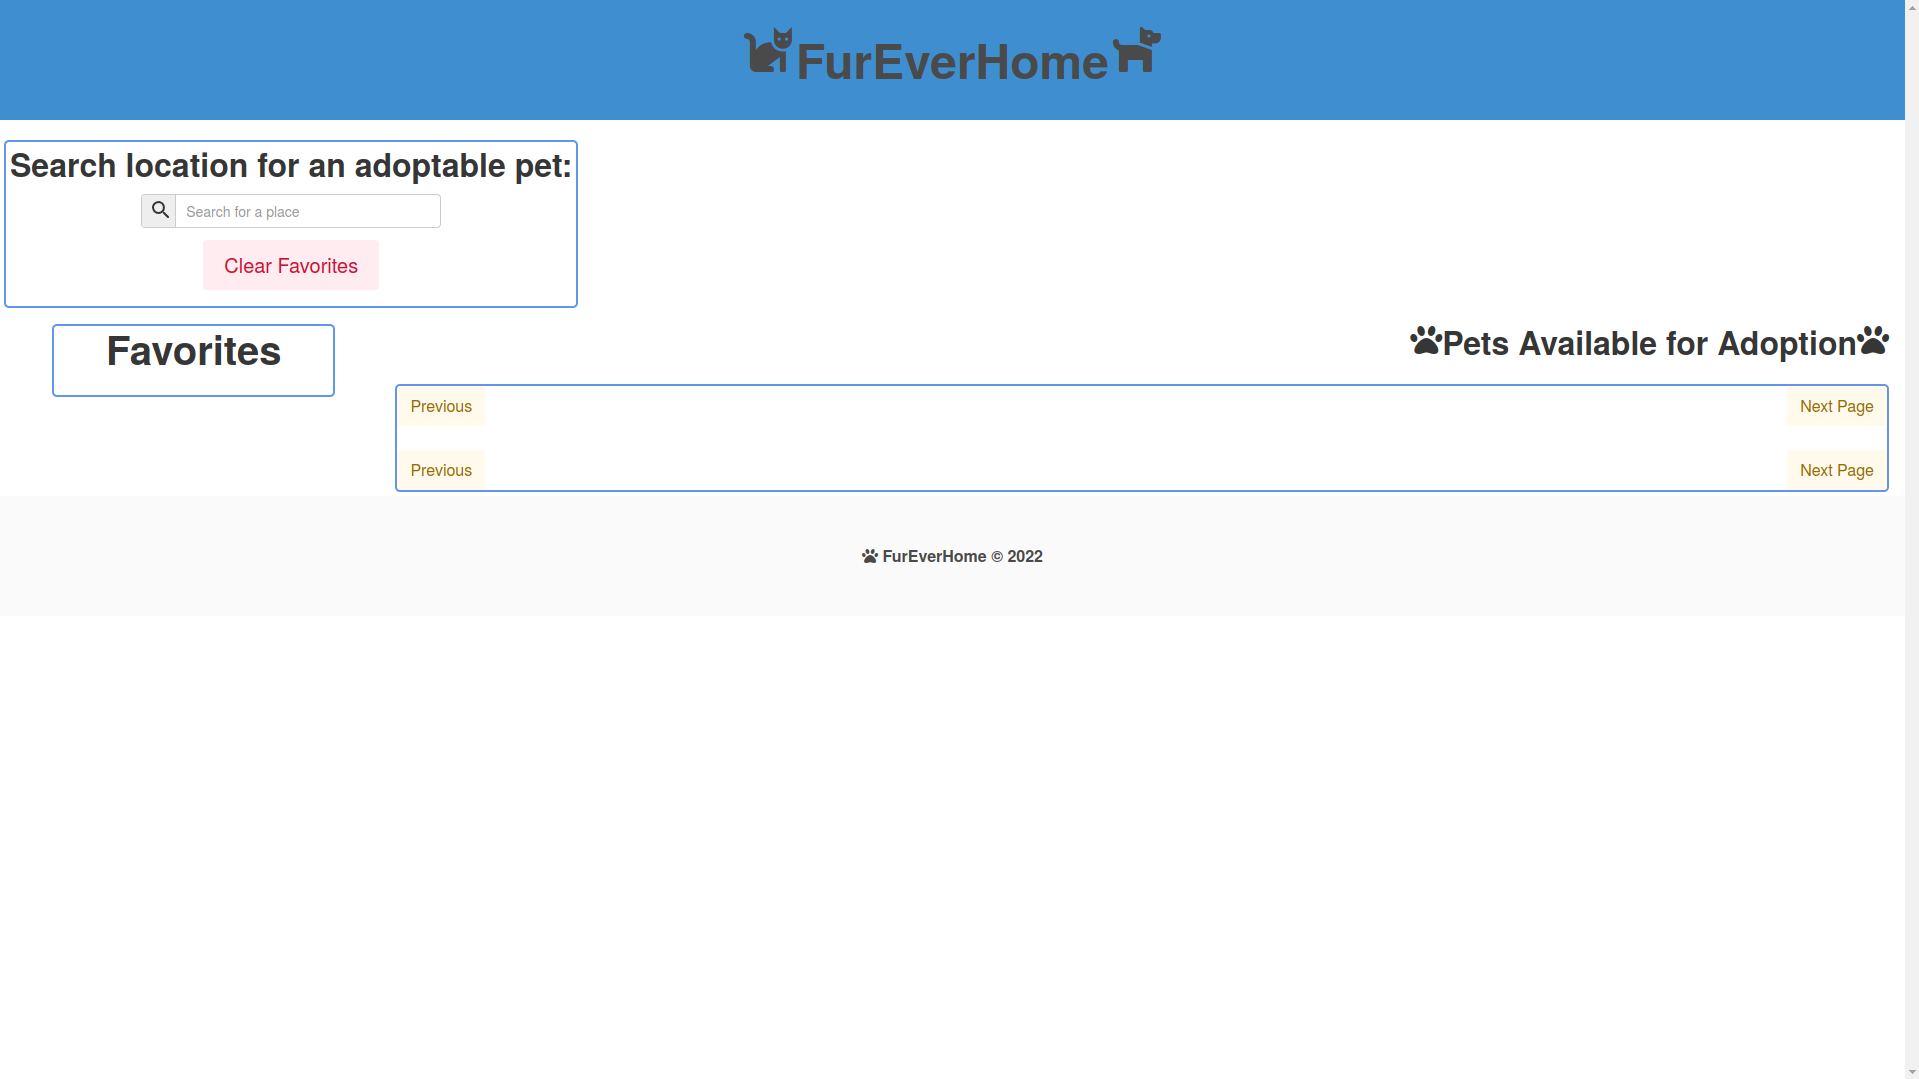 FurEverHome
Search location for an adoptable pet:
Search for a place
Clear Favorites
Favorites
Pets Available for Adoption
Previous
Next Page
Previous
Next Page
FurEverHome © 2022